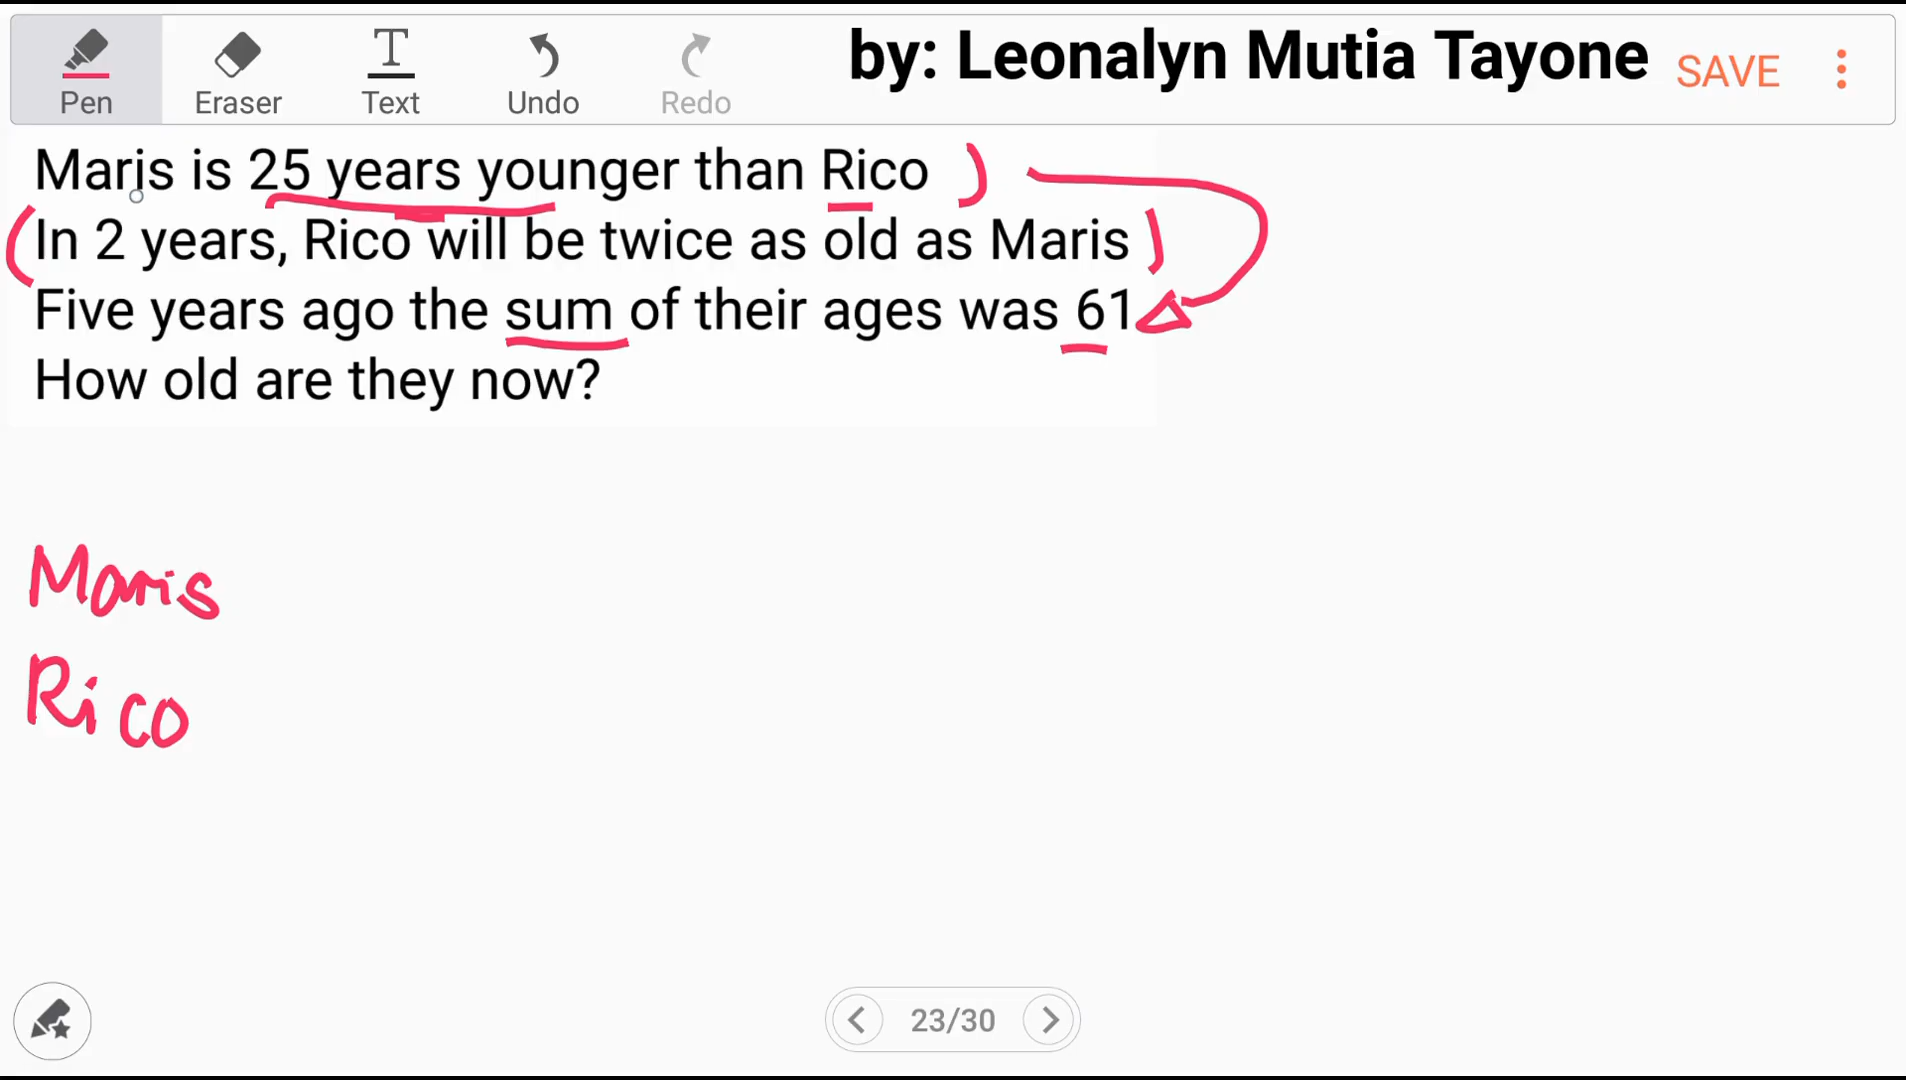 by: Leonalyn Mutia Tayone
SAVE
Pen
Eraser
Text
Undo
Redo
Maris is 25 years younger than Rico
In 2 years, Rico will be twice as old as Maris
Five years ago the sum of their ages was 61
How old are they now?
Maris
Rico
23/30